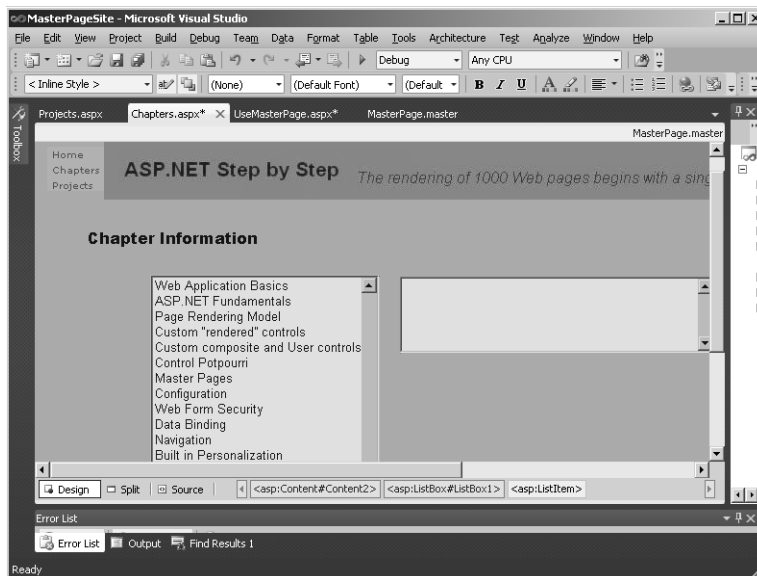 MasterPageSite - Microsoft Visual Studio
File Edit View Project Build Debug Team Data Format Table Tools Architecture Test Analyze Window Help
Debug Any CPU
< Inline Style > (None) (Default Font) (Default B I U A
Toolbox
Projects.aspx Chapters.aspx* UseMasterPage.aspx* MasterPage.master
MasterPage.master
Home
Chapters
Projects
ASP.NET Step by Step The rendering of 1000 Web pages begins with a sing
Chapter Information
Web Application Basics
ASP.NET Fundamentals
Page Rendering Model
Custom "rendered" controls
Custom composite and User controls
Control Potpourri
Master Pages
Configuration
Web Form Security
Data Binding
Navigation
Built in Personalization
Design Split Source <asp:Content#Content2> <asp:ListBox#ListBox1> <asp:ListItem>
Error List
Error List Output Find Results 1
Ready